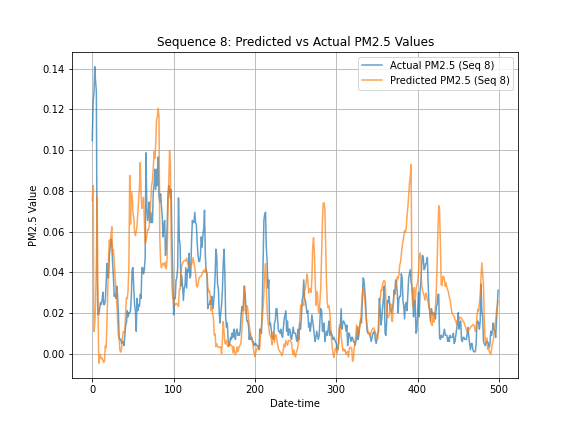 Sequence 8: Predicted vs Actual PM2.5 Values
Actual PM2.5 (Seq 8)
Predicted PM2.5 (Seq 8)
PM2.5 Value
0.14
0.12
0.10
0.08
0.06
0.04
0.02
0.00
0
100
200
300
400
500
Date-time